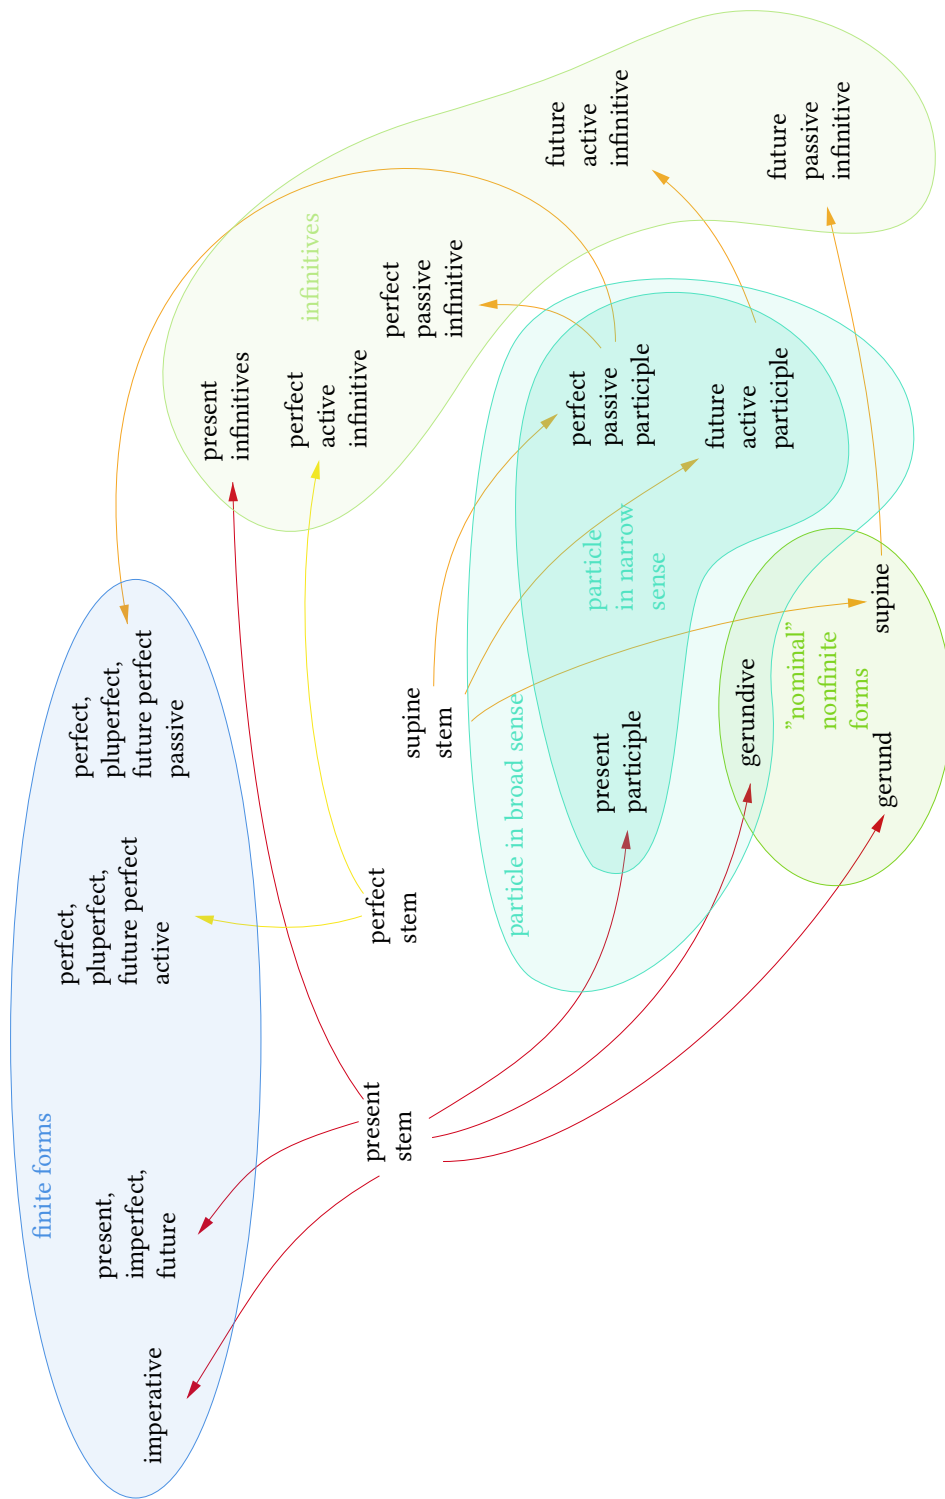 finite forms
imperative
present,
imperfect,
future
perfect,
pluperfect,
future perfect
active
perfect,
pluperfect,
future perfect
passive
present
stem
perfect
stem
supine
stem
present
infinitives
perfect
active
infinitive
infinitives
perfect
passive
infinitive
future
active
infinitive
future
passive
infinitive
particle in broad sense
particle
in narrow
sense
present
participle
perfect
passive
participle
future
active
participle
gerundive
”nominal”
nonfinite
forms
gerund
supine